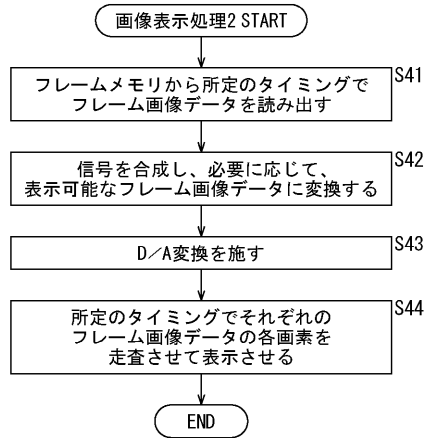 画像表示処理2 START
S41
フレームメモリから所定のタイミングで
フレーム画像データを読み出す
S42
信号を合成し、必要に応じて、
表示可能なフレーム画像データに変換する
S43
D/A変換を施す
S44
所定のタイミングでそれぞれの
フレーム画像データの各画素を
走査させて表示させる
END